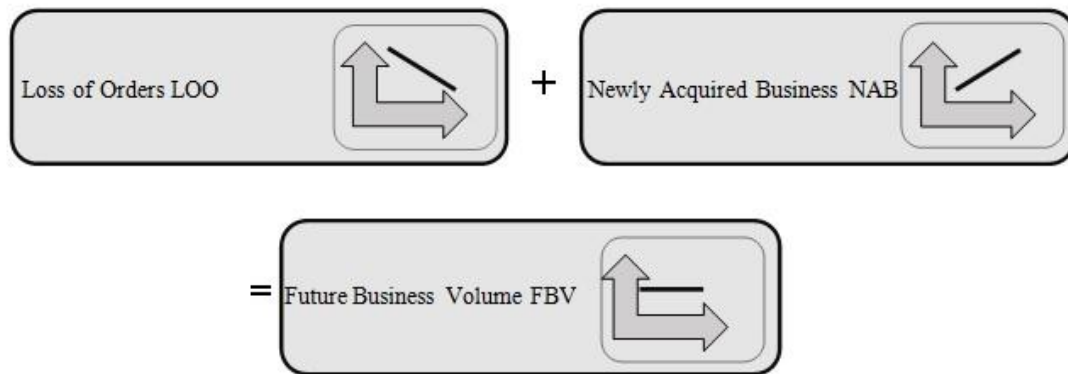 Loss of Orders LOO
+
Newly Acquired Business NAB
=
Future Business Volume FBV